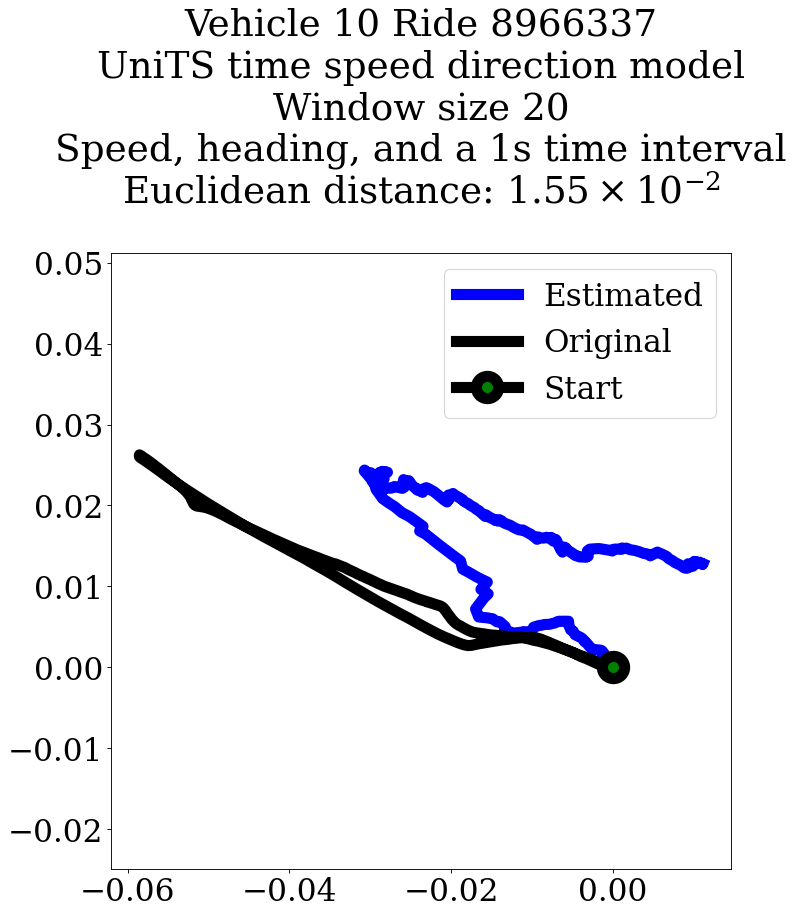 Vehicle 10 Ride 8966337
UniTS time speed direction model
Window size 20
Speed, heading, and a 1s time interval
Euclidean distance: 1.55 × 10⁻²
Estimated
Original
Start
0.05
0.04
0.03
0.02
0.01
0.00
−0.01
−0.02
−0.06
−0.04
−0.02
0.00